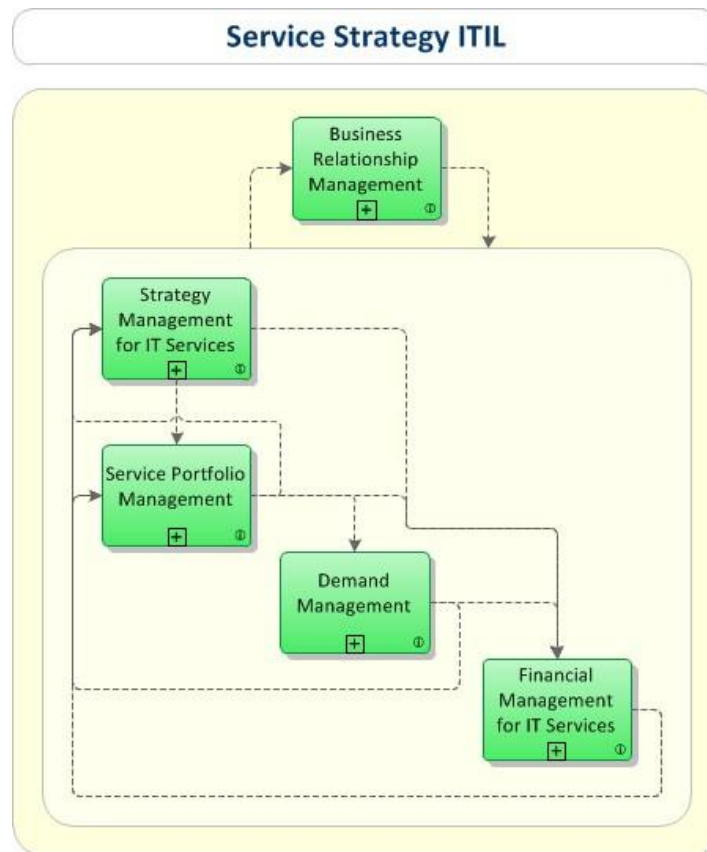 Service Strategy ITIL
Business
Relationship
Management
Strategy
Management
for IT Services
Service Portfolio
Management
Demand
Management
Financial
Management
for IT Services